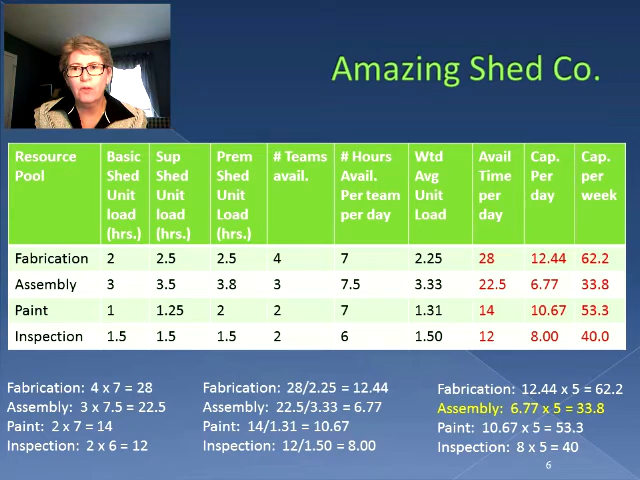 Amazing Shed Co.
Resource Pool | Basic Shed Unit load (hrs.) | Sup Shed Unit load (hrs.) | Prem Shed Unit Load (hrs.) | # Teams avail. | # Hours Avail. Per team per day | Wtd Avg Unit Load | Avail Time per day | Cap. Per day | Cap. per week
Fabrication 2 2.5 2.5 4 7 2.25 28 12.44 62.2
Assembly 3 3.5 3.8 3 7.5 3.33 22.5 6.77 33.8
Paint 1 1.25 2 2 7 1.31 14 10.67 53.3
Inspection 1.5 1.5 1.5 2 6 1.50 12 8.00 40.0
Fabrication: 4 x 7 = 28
Assembly: 3 x 7.5 = 22.5
Paint: 2 x 7 = 14
Inspection: 2 x 6 = 12
Fabrication: 28/2.25 = 12.44
Assembly: 22.5/3.33 = 6.77
Paint: 14/1.31 = 10.67
Inspection: 12/1.50 = 8.00
Fabrication: 12.44 x 5 = 62.2
Assembly: 6.77 x 5 = 33.8
Paint: 10.67 x 5 = 53.3
Inspection: 8 x 5 = 40
6